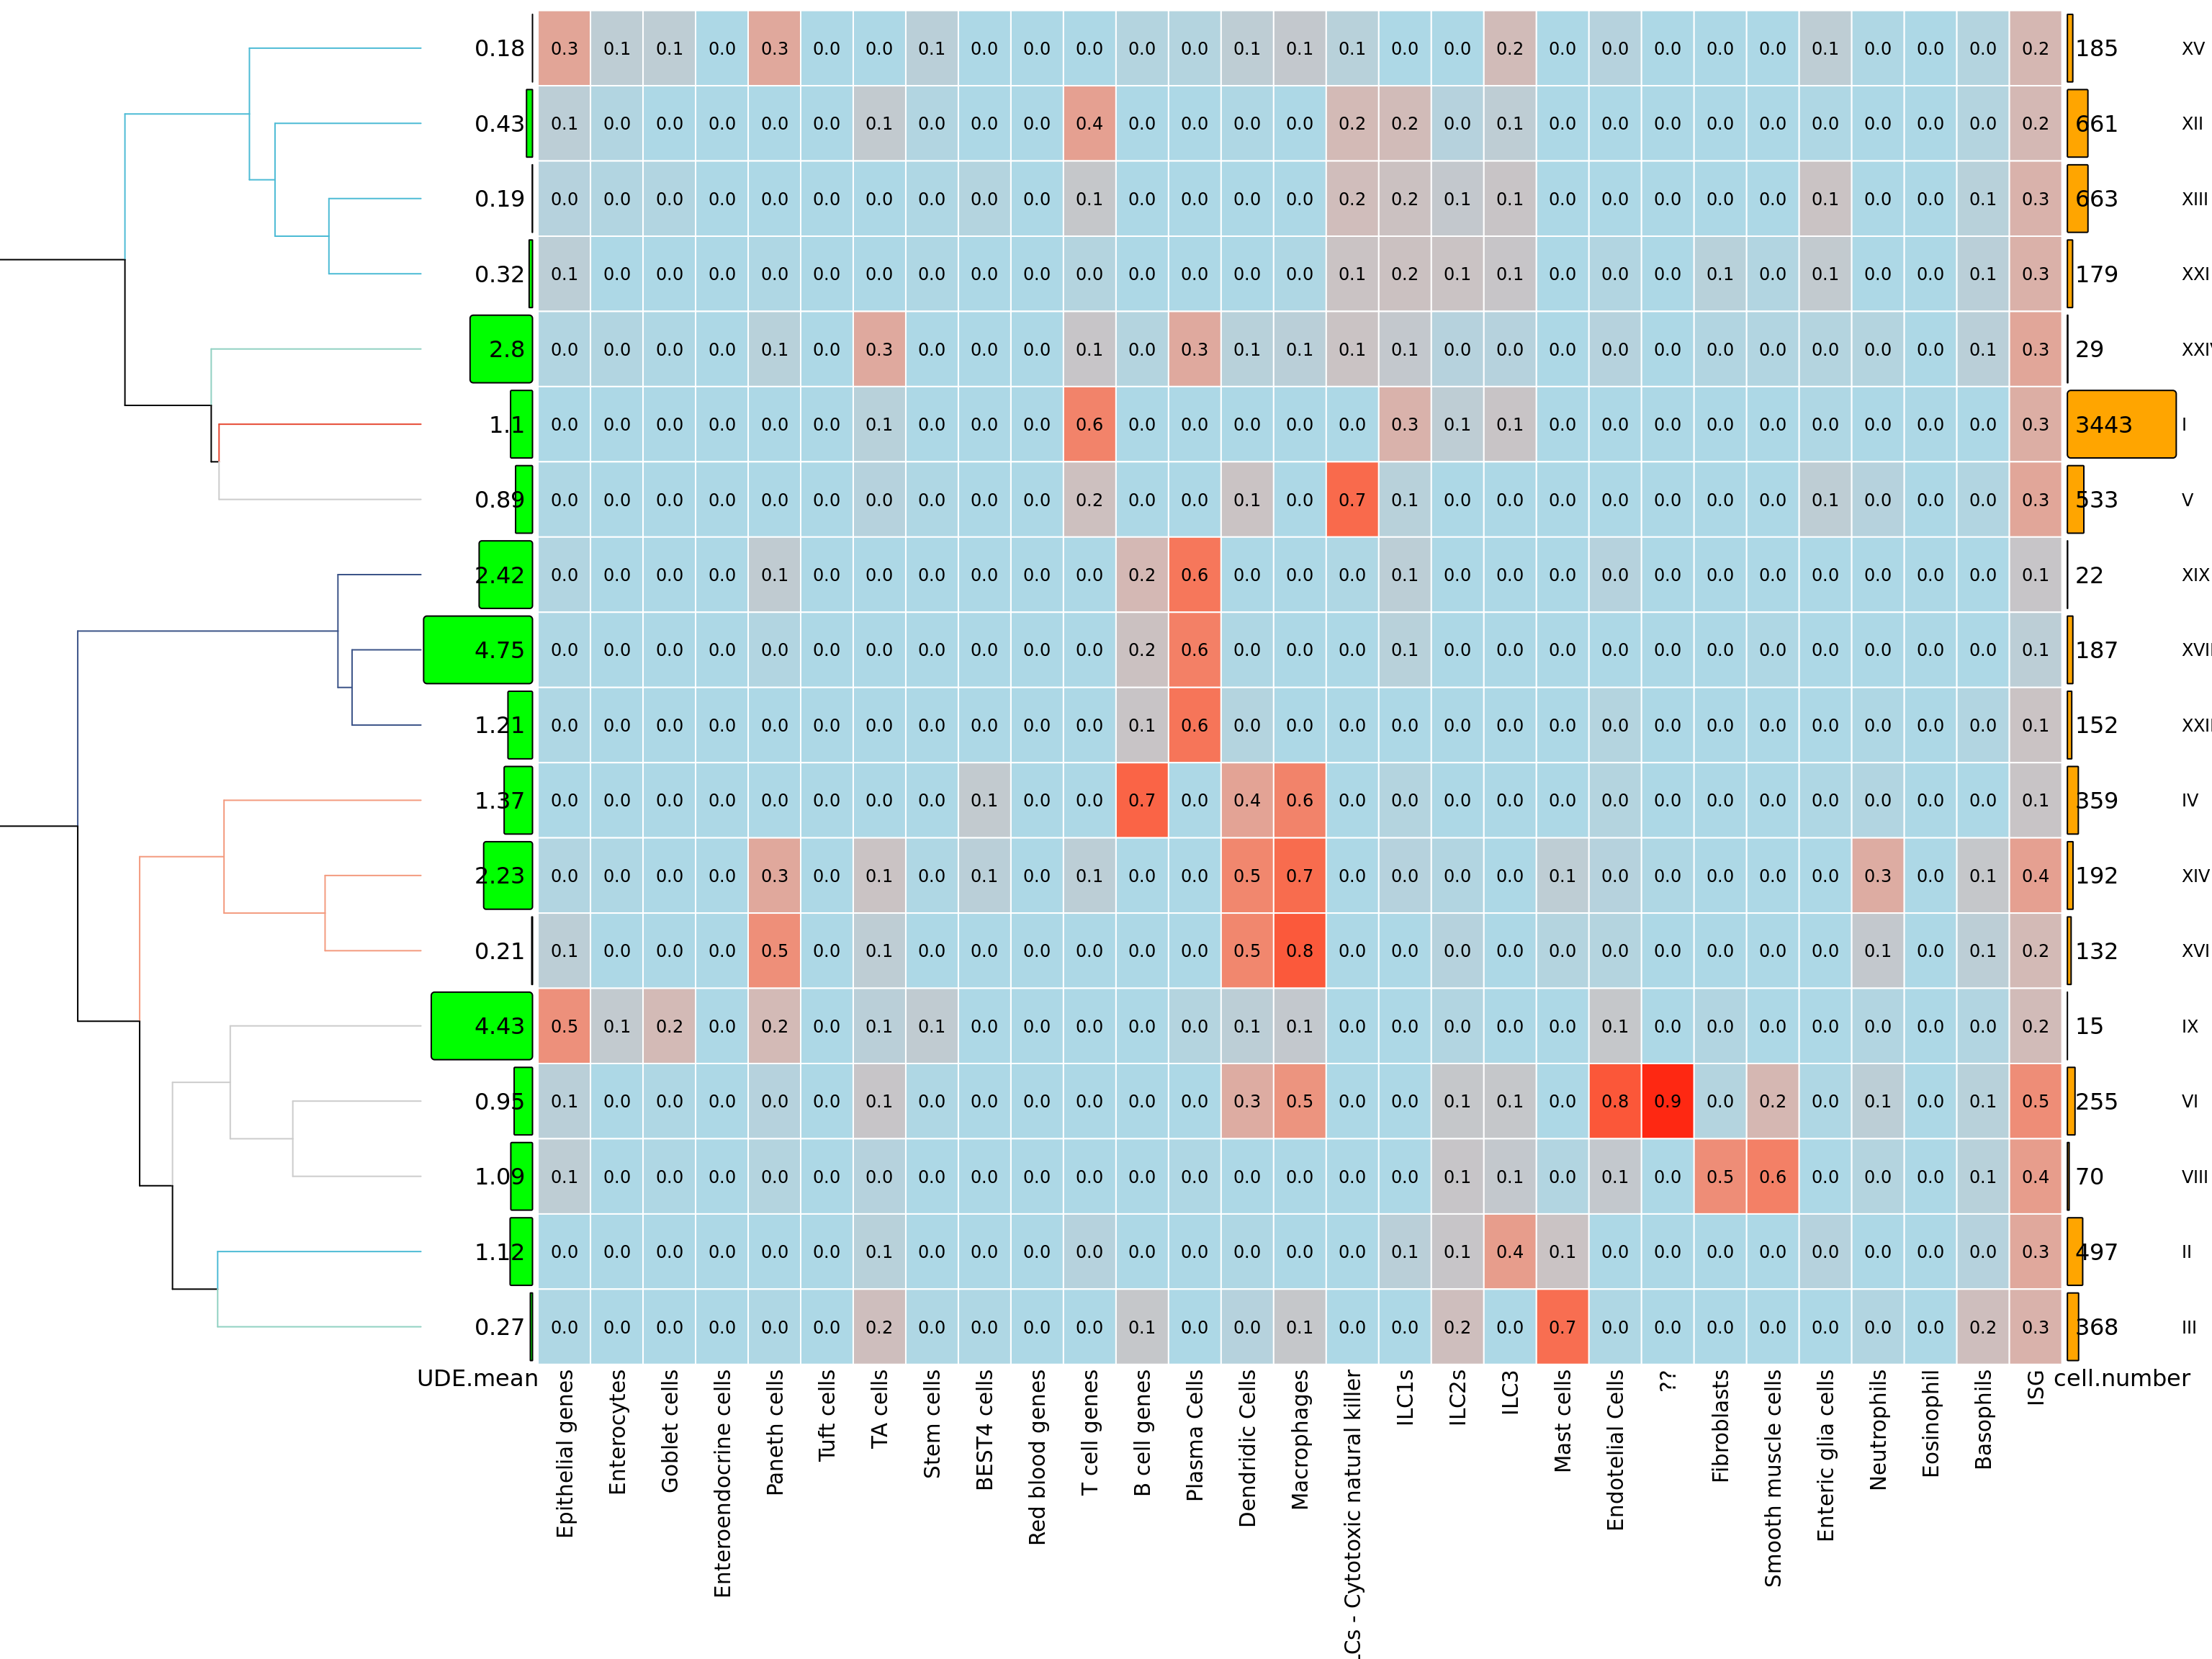 0.18 0.3 0.1 0.1 0.0 0.3 0.0 0.0 0.1 0.0 0.0 0.0 0.0 0.0 0.1 0.1 0.1 0.0 0.0 0.2 0.0 0.0 0.0 0.0 0.0 0.1 0.0 0.0 0.0 0.2 185 XV
0.43 0.1 0.0 0.0 0.0 0.0 0.0 0.1 0.0 0.0 0.0 0.4 0.0 0.0 0.0 0.0 0.2 0.2 0.0 0.1 0.0 0.0 0.0 0.0 0.0 0.0 0.0 0.0 0.0 0.2 661 XII
0.19 0.0 0.0 0.0 0.0 0.0 0.0 0.0 0.0 0.0 0.0 0.1 0.0 0.0 0.0 0.0 0.2 0.2 0.1 0.1 0.0 0.0 0.0 0.0 0.0 0.1 0.0 0.0 0.1 0.3 663 XIII
0.32 0.1 0.0 0.0 0.0 0.0 0.0 0.0 0.0 0.0 0.0 0.0 0.0 0.0 0.0 0.0 0.1 0.2 0.1 0.1 0.0 0.0 0.0 0.1 0.0 0.1 0.0 0.0 0.1 0.3 179 XXI
2.8 0.0 0.0 0.0 0.0 0.1 0.0 0.3 0.0 0.0 0.0 0.1 0.0 0.3 0.1 0.1 0.1 0.1 0.0 0.0 0.0 0.0 0.0 0.0 0.0 0.0 0.0 0.0 0.1 0.3 29 XXIV
1.1 0.0 0.0 0.0 0.0 0.0 0.0 0.1 0.0 0.0 0.0 0.6 0.0 0.0 0.0 0.0 0.0 0.3 0.1 0.1 0.0 0.0 0.0 0.0 0.0 0.0 0.0 0.0 0.0 0.3 3443 I
0.89 0.0 0.0 0.0 0.0 0.0 0.0 0.0 0.0 0.0 0.0 0.2 0.0 0.0 0.1 0.0 0.7 0.1 0.0 0.0 0.0 0.0 0.0 0.0 0.0 0.1 0.0 0.0 0.0 0.3 533 V
2.42 0.0 0.0 0.0 0.0 0.1 0.0 0.0 0.0 0.0 0.0 0.0 0.2 0.6 0.0 0.0 0.0 0.1 0.0 0.0 0.0 0.0 0.0 0.0 0.0 0.0 0.0 0.0 0.0 0.1 22 XIX
4.75 0.0 0.0 0.0 0.0 0.0 0.0 0.0 0.0 0.0 0.0 0.0 0.2 0.6 0.0 0.0 0.0 0.1 0.0 0.0 0.0 0.0 0.0 0.0 0.0 0.0 0.0 0.0 0.0 0.1 187 XVII
1.21 0.0 0.0 0.0 0.0 0.0 0.0 0.0 0.0 0.0 0.0 0.0 0.1 0.6 0.0 0.0 0.0 0.0 0.0 0.0 0.0 0.0 0.0 0.0 0.0 0.0 0.0 0.0 0.0 0.1 152 XXII
1.37 0.0 0.0 0.0 0.0 0.0 0.0 0.0 0.0 0.1 0.0 0.0 0.7 0.0 0.4 0.6 0.0 0.0 0.0 0.0 0.0 0.0 0.0 0.0 0.0 0.0 0.0 0.0 0.0 0.1 359 IV
2.23 0.0 0.0 0.0 0.0 0.3 0.0 0.1 0.0 0.1 0.0 0.1 0.0 0.0 0.5 0.7 0.0 0.0 0.0 0.0 0.1 0.0 0.0 0.0 0.0 0.0 0.3 0.0 0.1 0.4 192 XIV
0.21 0.1 0.0 0.0 0.0 0.5 0.0 0.1 0.0 0.0 0.0 0.0 0.0 0.0 0.5 0.8 0.0 0.0 0.0 0.0 0.0 0.0 0.0 0.0 0.0 0.0 0.1 0.0 0.1 0.2 132 XVI
4.43 0.5 0.1 0.2 0.0 0.2 0.0 0.1 0.1 0.0 0.0 0.0 0.0 0.0 0.1 0.1 0.0 0.0 0.0 0.0 0.0 0.1 0.0 0.0 0.0 0.0 0.0 0.0 0.0 0.2 15 IX
0.95 0.1 0.0 0.0 0.0 0.0 0.0 0.1 0.0 0.0 0.0 0.0 0.0 0.0 0.3 0.5 0.0 0.0 0.1 0.1 0.0 0.8 0.9 0.0 0.2 0.0 0.1 0.0 0.1 0.5 255 VI
1.09 0.1 0.0 0.0 0.0 0.0 0.0 0.0 0.0 0.0 0.0 0.0 0.0 0.0 0.0 0.0 0.0 0.0 0.1 0.1 0.0 0.1 0.0 0.5 0.6 0.0 0.0 0.0 0.1 0.4 70 VIII
1.12 0.0 0.0 0.0 0.0 0.0 0.0 0.1 0.0 0.0 0.0 0.0 0.0 0.0 0.0 0.0 0.0 0.1 0.1 0.4 0.1 0.0 0.0 0.0 0.0 0.0 0.0 0.0 0.0 0.3 497 II
0.27 0.0 0.0 0.0 0.0 0.0 0.0 0.2 0.0 0.0 0.0 0.0 0.1 0.0 0.0 0.1 0.0 0.0 0.2 0.0 0.7 0.0 0.0 0.0 0.0 0.0 0.0 0.0 0.2 0.3 368 III
UDE.mean
Epithelial genes
Enterocytes
Goblet cells
Enteroendocrine cells
Paneth cells
Tuft cells
TA cells
Stem cells
BEST4 cells
Red blood genes
T cell genes
B cell genes
Plasma Cells
Dendridic Cells
Macrophages
LCs - Cytotoxic natural killer
ILC1s
ILC2s
ILC3
Mast cells
Endotelial Cells
??
Fibroblasts
Smooth muscle cells
Enteric glia cells
Neutrophils
Eosinophil
Basophils
ISG
cell.number